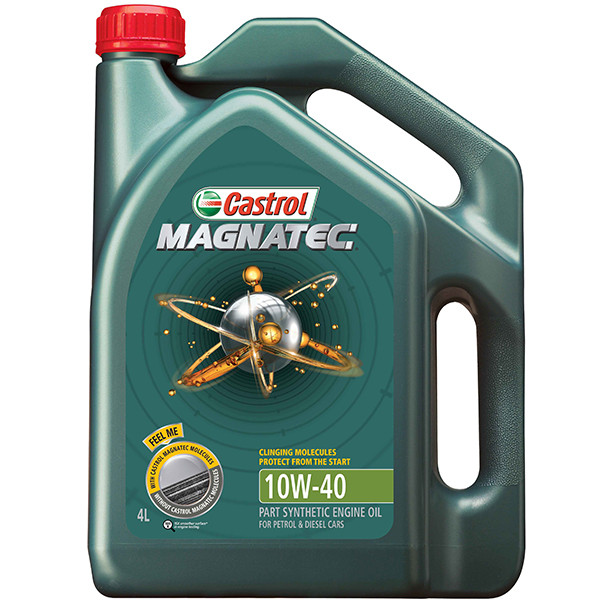 Castrol
MAGNATEC
FEEL ME
WITH CASTROL MAGNATEC MOLECULES
WITHOUT CASTROL MAGNATEC MOLECULES
CLINGING MOLECULES
PROTECT FROM THE START
10W-40
4L
PART SYNTHETIC ENGINE OIL
FOR PETROL & DIESEL CARS